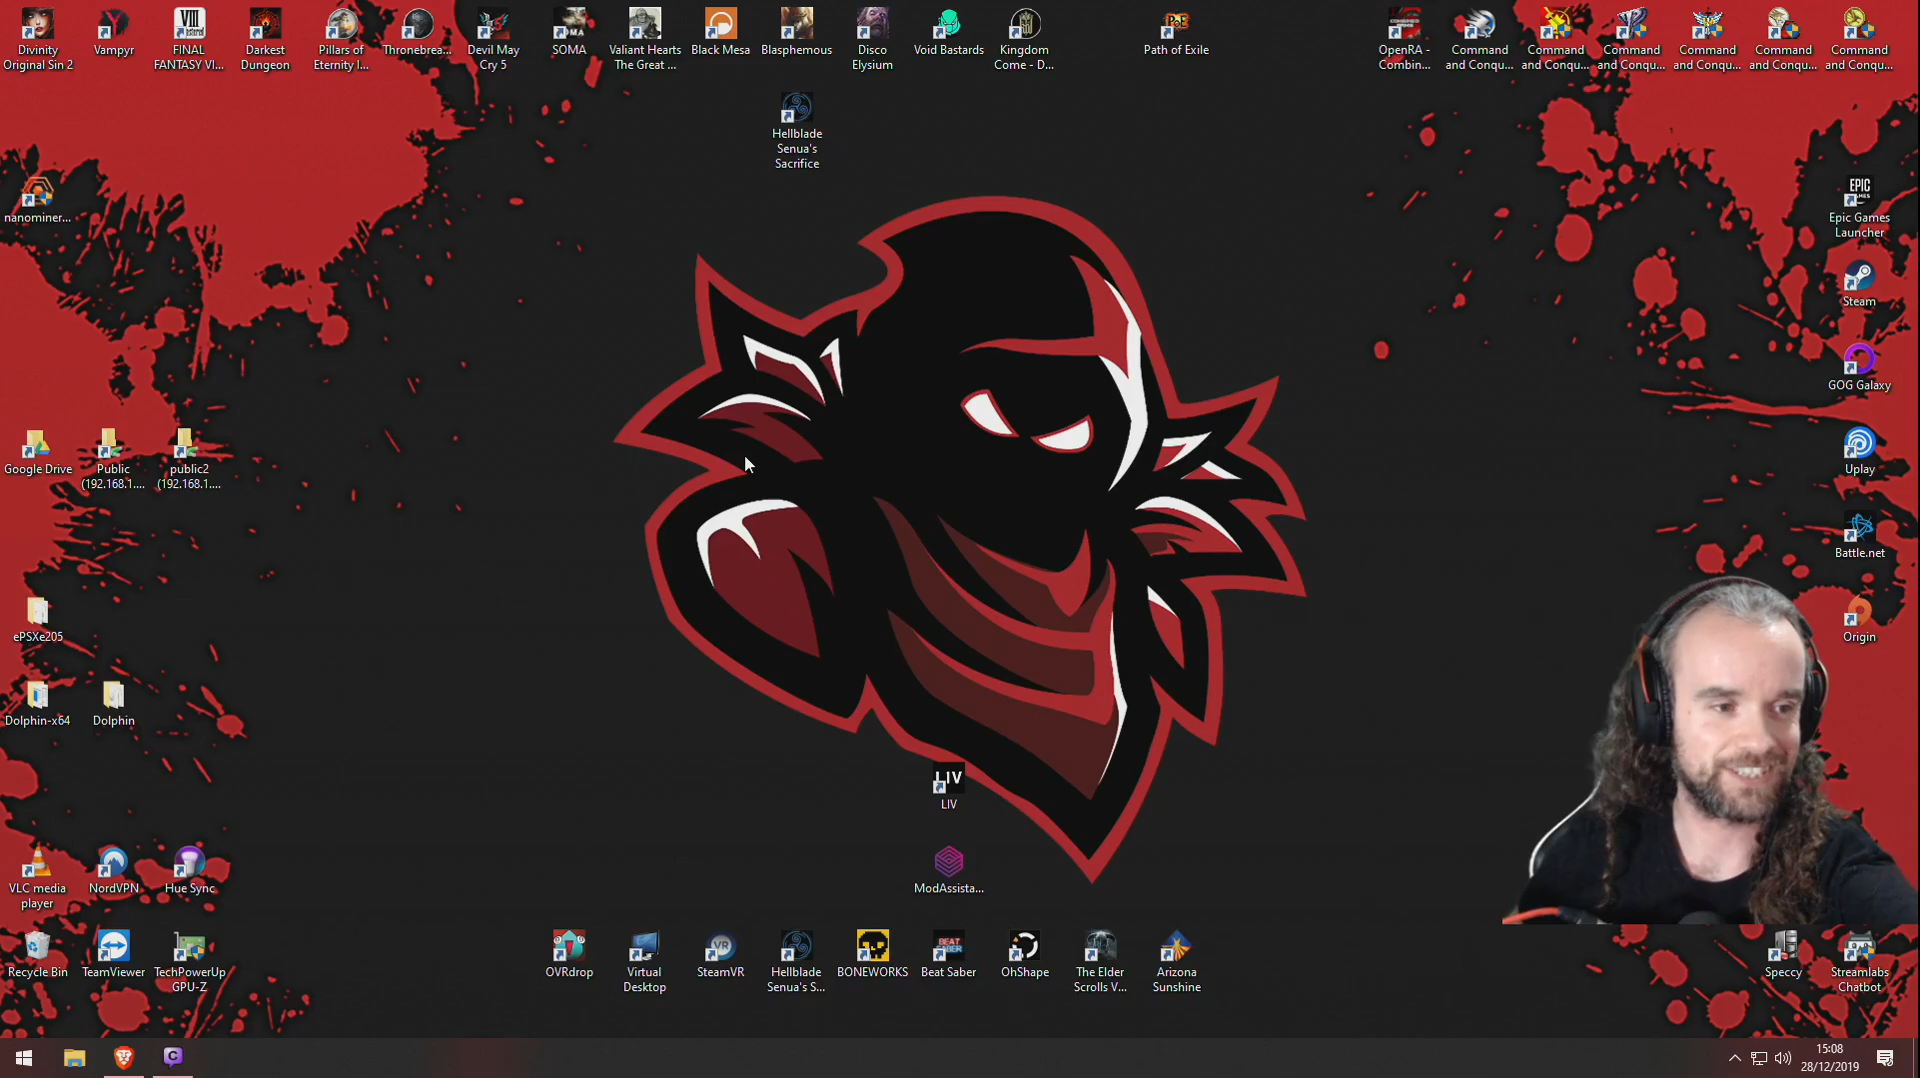 Divinity
Original Sin 2
Vampyr
FINAL
FANTASY VI...
Darkest
Dungeon
Pillars of
Eternity I...
Thronebrea...
Devil May
Cry 5
SOMA
Valiant Hearts
The Great ...
Black Mesa
Blasphemous
Disco
Elysium
Void Bastards
Kingdom
Come - D...
Path of Exile
OpenRA -
Combin...
Command
and Conqu...
Command
and Conqu...
Command
and Conqu...
Command
and Conqu...
Command
and Conqu...
Command
and Conqu...
Hellblade
Senua's
Sacrifice
nanominer...
EPIC
GAMES
Epic Games
Launcher
Steam
GOG Galaxy
Google Drive
Public
(192.168.1....
public2
(192.168.1....
Uplay
Battle.net
ePSXe205
Origin
Dolphin-x64
Dolphin
LIV
LIV
VLC media
player
NordVPN
Hue Sync
ModAssista...
Recycle Bin
TeamViewer
TechPowerUp
GPU-Z
OVRdrop
Virtual
Desktop
VR
SteamVR
Hellblade
Senua's S...
BONEWORKS
BEAT
SABER
Beat Saber
OhShape
The Elder
Scrolls V...
Arizona
Sunshine
Speccy
Streamlabs
Chatbot
15:08
28/12/2019